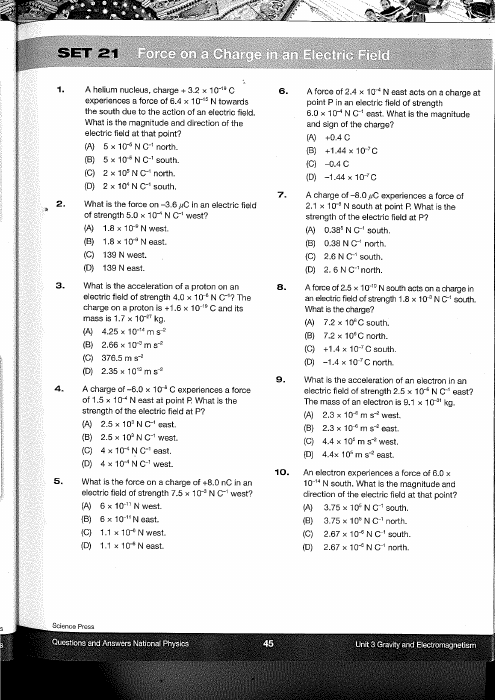 SET 21 Force on a Charge in an Electric Field
1. A helium nucleus, charge + 3.2 × 10⁻¹⁹ C
experiences a force of 6.4 × 10⁻¹⁵ N towards
the south due to the action of an electric field.
What is the magnitude and direction of the
electric field at that point?
(A) 5 × 10⁻⁵ N C⁻¹ north.
(B) 5 × 10⁻⁵ N C⁻¹ south.
(C) 2 × 10⁴ N C⁻¹ north.
(D) 2 × 10⁴ N C⁻¹ south.
2. What is the force on –3.6 µC in an electric field
of strength 5.0 × 10⁻⁴ N C⁻¹ west?
(A) 1.8 × 10⁻⁹ N west.
(B) 1.8 × 10⁻⁹ N east.
(C) 139 N west.
(D) 139 N east.
3. What is the acceleration of a proton on an
electric field of strength 4.0 × 10⁻⁶ N C⁻¹? The
charge on a proton is +1.6 × 10⁻¹⁹ C and its
mass is 1.7 × 10⁻²⁷ kg.
(A) 4.25 × 10⁻¹⁴ m s⁻²
(B) 2.66 × 10⁻² m s⁻²
(C) 376.5 m s⁻²
(D) 2.35 × 10¹³ m s⁻²
4. A charge of –6.0 × 10⁻⁸ C experiences a force
of 1.5 × 10⁻⁴ N east at point P. What is the
strength of the electric field at P?
(A) 2.5 × 10³ N C⁻¹ east.
(B) 2.5 × 10³ N C⁻¹ west.
(C) 4 × 10⁻⁴ N C⁻¹ east.
(D) 4 × 10⁻⁴ N C⁻¹ west.
5. What is the force on a charge of +8.0 nC in an
electric field of strength 7.5 × 10⁻³ N C⁻¹ west?
(A) 6 × 10⁻¹¹ N west.
(B) 6 × 10⁻¹¹ N east.
(C) 1.1 × 10⁻⁶ N west.
(D) 1.1 × 10⁻⁶ N east.
6. A force of 2.4 × 10⁻⁴ N east acts on a charge at
point P in an electric field of strength
6.0 × 10⁻⁴ N C⁻¹ east. What is the magnitude
and sign of the charge?
(A) +0.4 C
(B) +1.44 × 10⁻⁷ C
(C) –0.4 C
(D) –1.44 × 10⁻⁷ C
7. A charge of –8.0 µC experiences a force of
2.1 × 10⁻⁶ N south at point P. What is the
strength of the electric field at P?
(A) 0.38 N C⁻¹ south.
(B) 0.38 N C⁻¹ north.
(C) 2.6 N C⁻¹ south.
(D) 2. 6 N C⁻¹ north.
8. A force of 2.5 × 10⁻¹⁰ N south acts on a charge in
an electric field of strength 1.8 × 10⁻³ N C⁻¹ south.
What is the charge?
(A) 7.2 × 10⁶ C south.
(B) 7.2 × 10⁶ C north.
(C) +1.4 × 10⁻⁷ C south.
(D) –1.4 × 10⁻⁷ C north.
9. What is the acceleration of an electron in an
electric field of strength 2.5 × 10⁻⁶ N C⁻¹ east?
The mass of an electron is 9.1 × 10⁻³¹ kg.
(A) 2.3 × 10⁻⁶ m s⁻² west.
(B) 2.3 × 10⁻⁶ m s⁻² east.
(C) 4.4 × 10⁵ m s⁻² west.
(D) 4.4x 10⁵ m s⁻² east.
10. An electron experiences a force of 6.0 ×
10⁻¹⁴ N south. What is the magnitude and
direction of the electric field at that point?
(A) 3.75 × 10⁵ N C⁻¹ south.
(B) 3.75 × 10⁵ N C⁻¹ north.
(C) 2.67 × 10⁻⁶ N C⁻¹ south.
(D) 2.67 × 10⁻⁶ N C⁻¹ north.
Science Press
Questions and Answers National Physics 45 Unit 3 Gravity and Electromagnetism